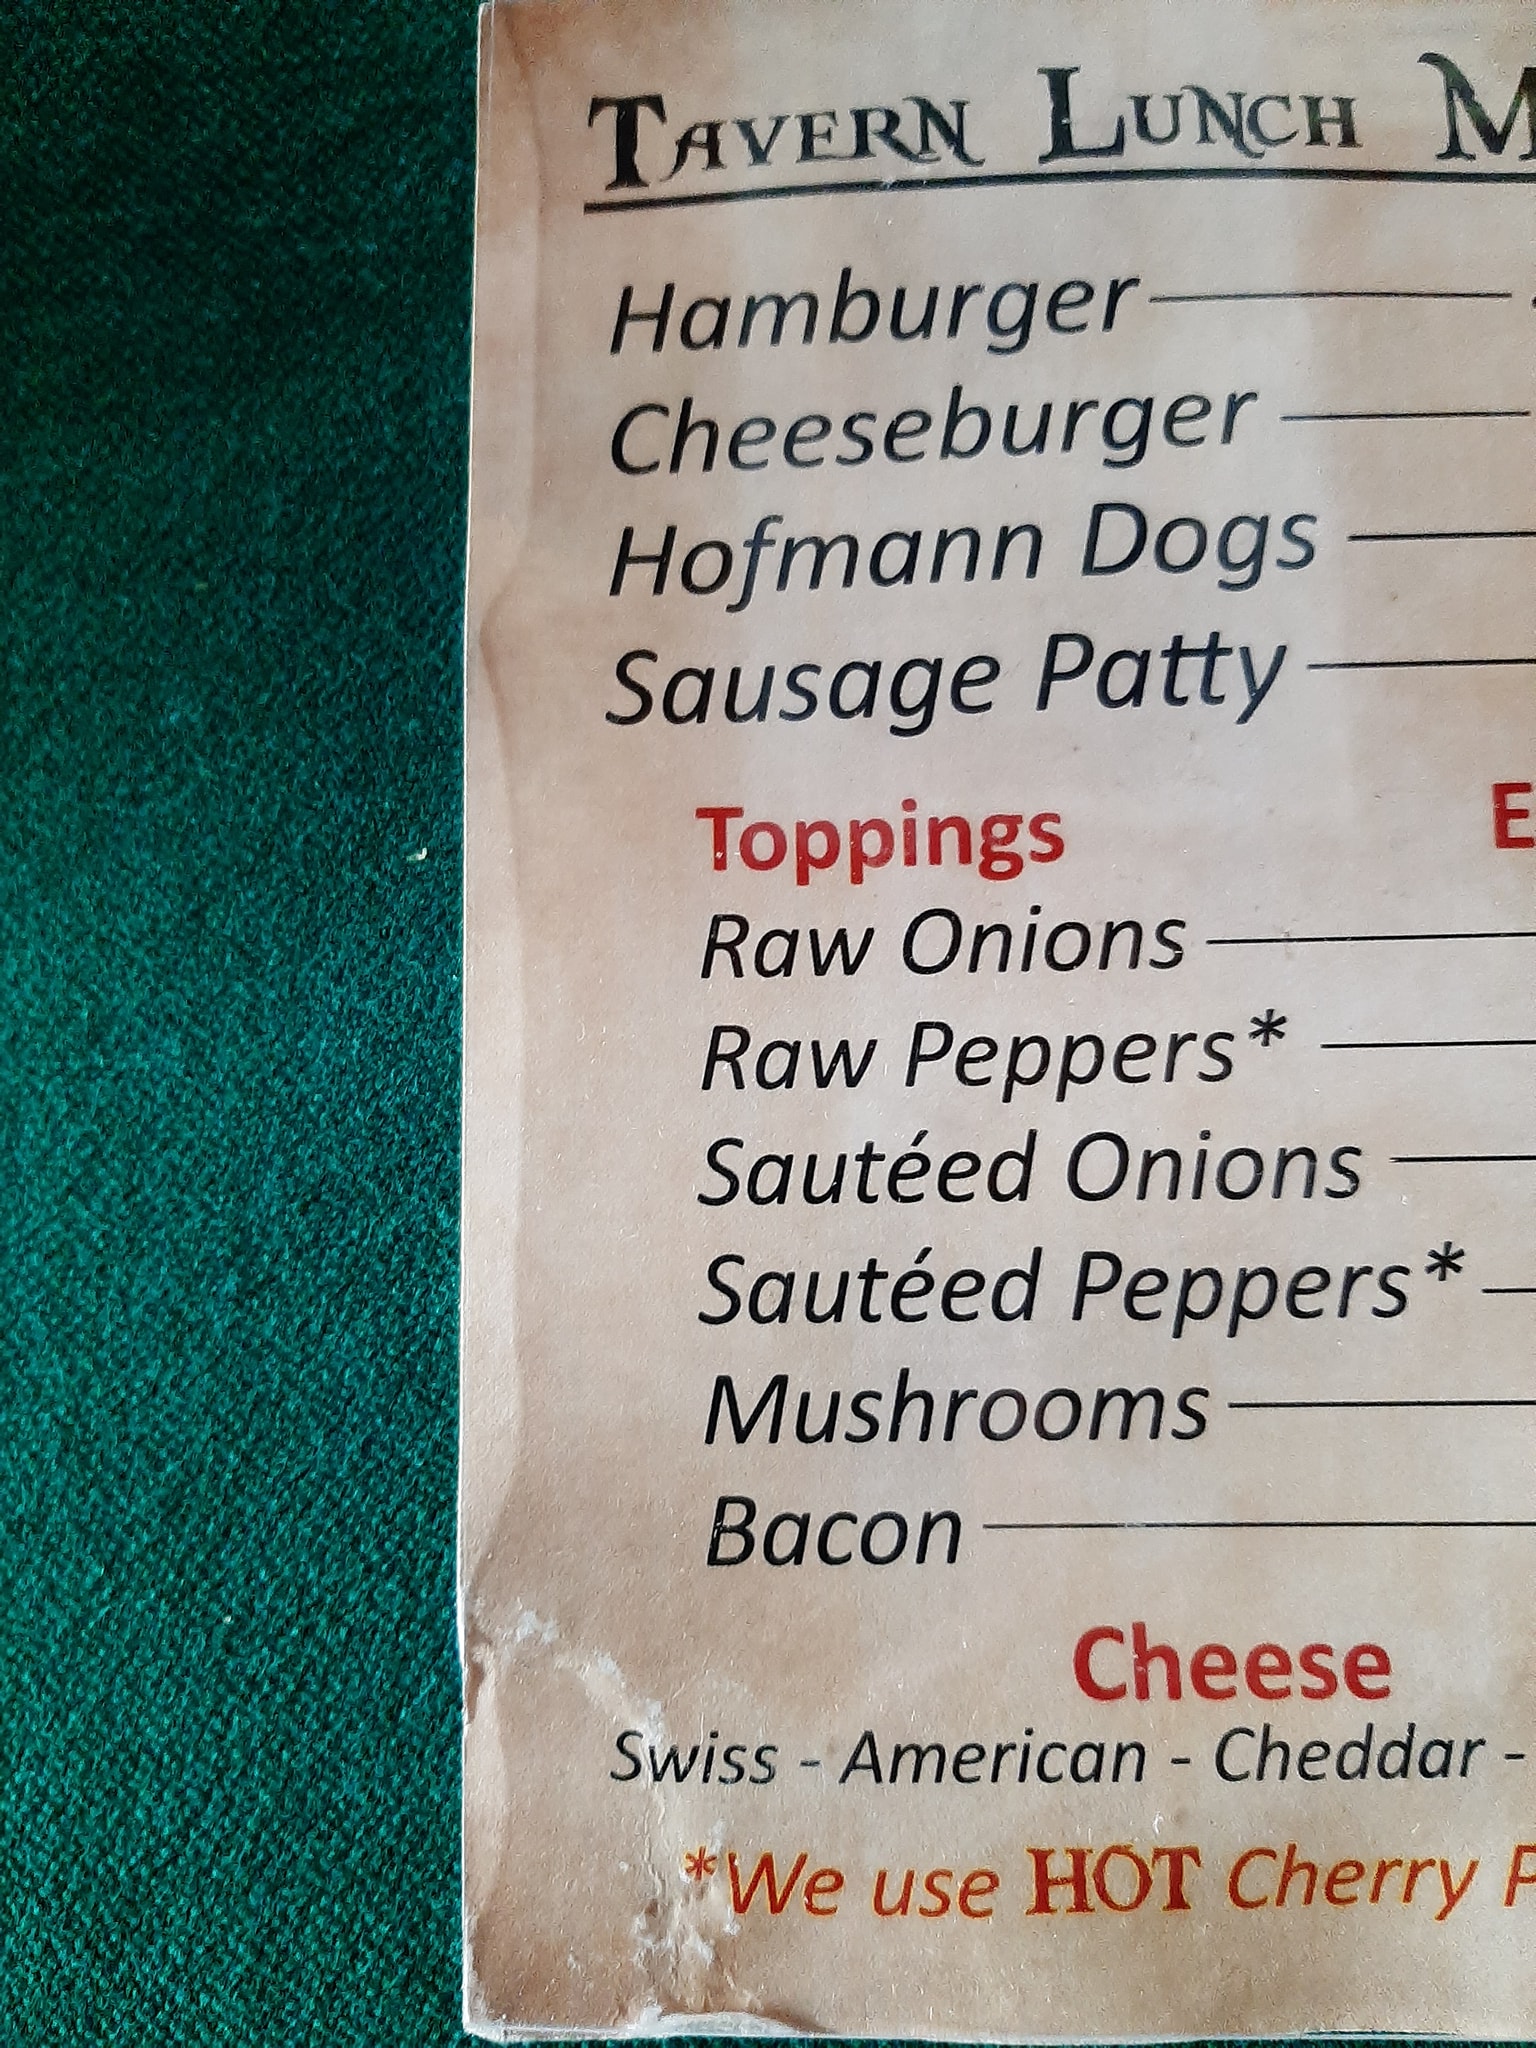 TAVERN LUNCH M
Hamburger
Cheeseburger
Hofmann Dogs
Sausage Patty
Toppings E
Raw Onions
Raw Peppers*
Sautéed Onions
Sautéed Peppers*
Mushrooms
Bacon
Cheese
Swiss - American - Cheddar -
*We use HOT Cherry P